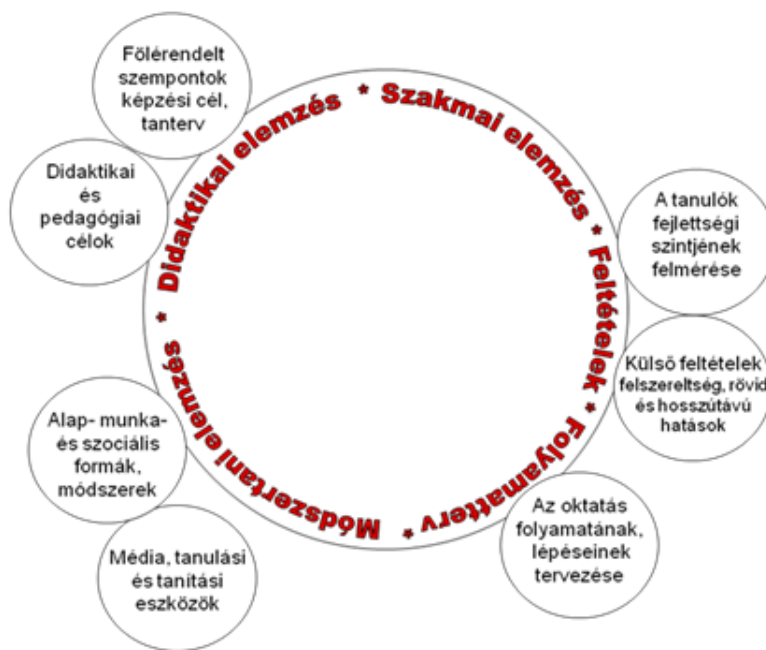 Fölérendelt
szempontok
képzési cél,
tanterv
Didaktikai
és
pedagógiai
célok
Didaktikai elemzés * Szakmai elemzés * Feltételek * Folyamatterv * Módszertani elemzés *
A tanulók
fejlettségi
szintjének
felmérése
Külső feltételek
felszereltség, rövid
és hosszútávú
hatások
Alap- munka-
és szociális
formák,
módszerek
Média, tanulási
és tanítási
eszközök
Az oktatás
folyamatának,
lépéseinek
tervezése